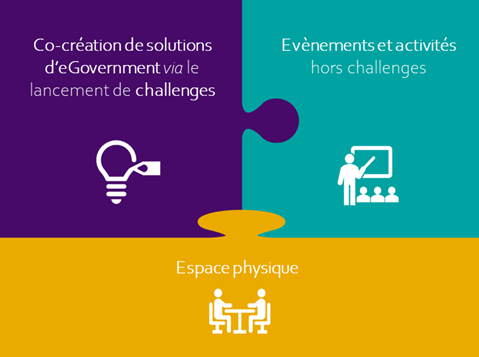 Co-création de solutions
d'eGovernment via le
lancement de challenges
Evènements et activités
hors challenges
Espace physique